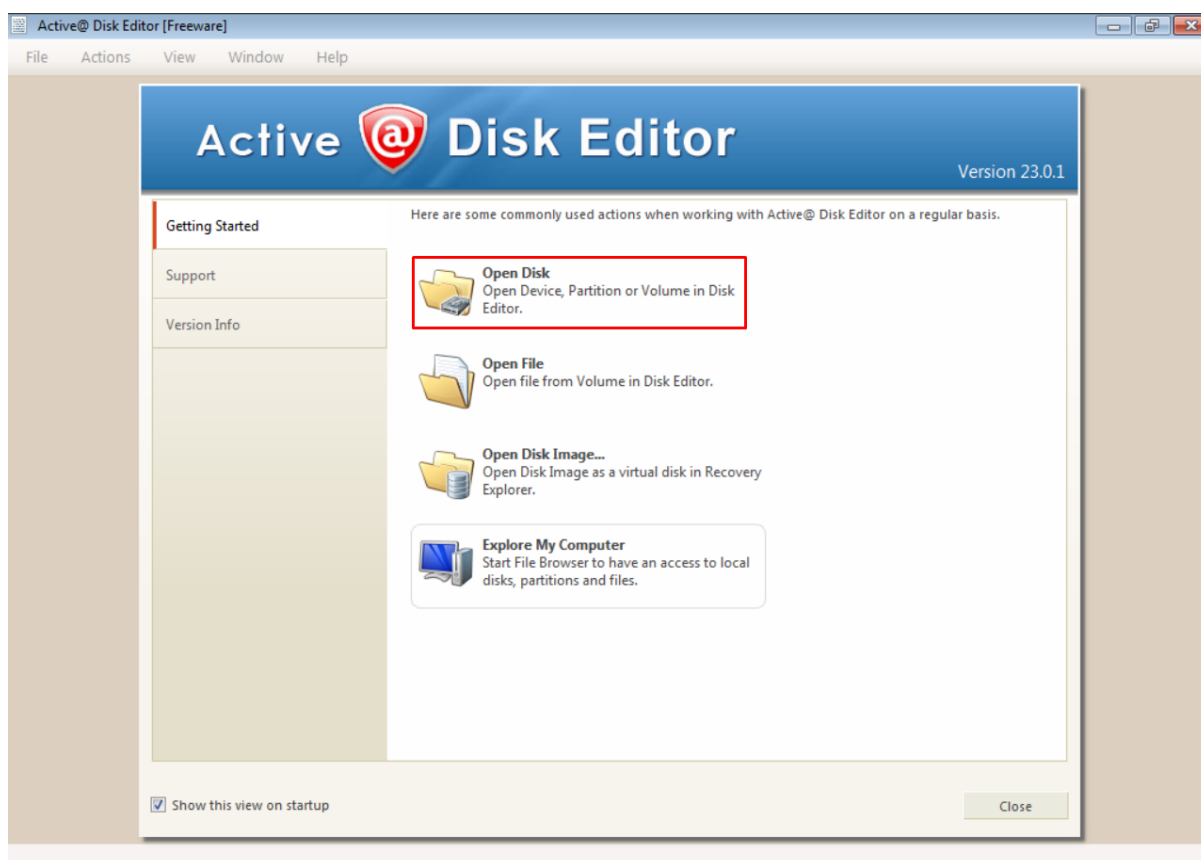 Active@ Disk Editor [Freeware]
File Actions View Window Help
Active @ Disk Editor
Version 23.0.1
Getting Started
Support
Version Info
Here are some commonly used actions when working with Active@ Disk Editor on a regular basis.
Open Disk
Open Device, Partition or Volume in Disk
Editor.
Open File
Open file from Volume in Disk Editor.
Open Disk Image...
Open Disk Image as a virtual disk in Recovery
Explorer.
Explore My Computer
Start File Browser to have an access to local
disks, partitions and files.
Show this view on startup
Close